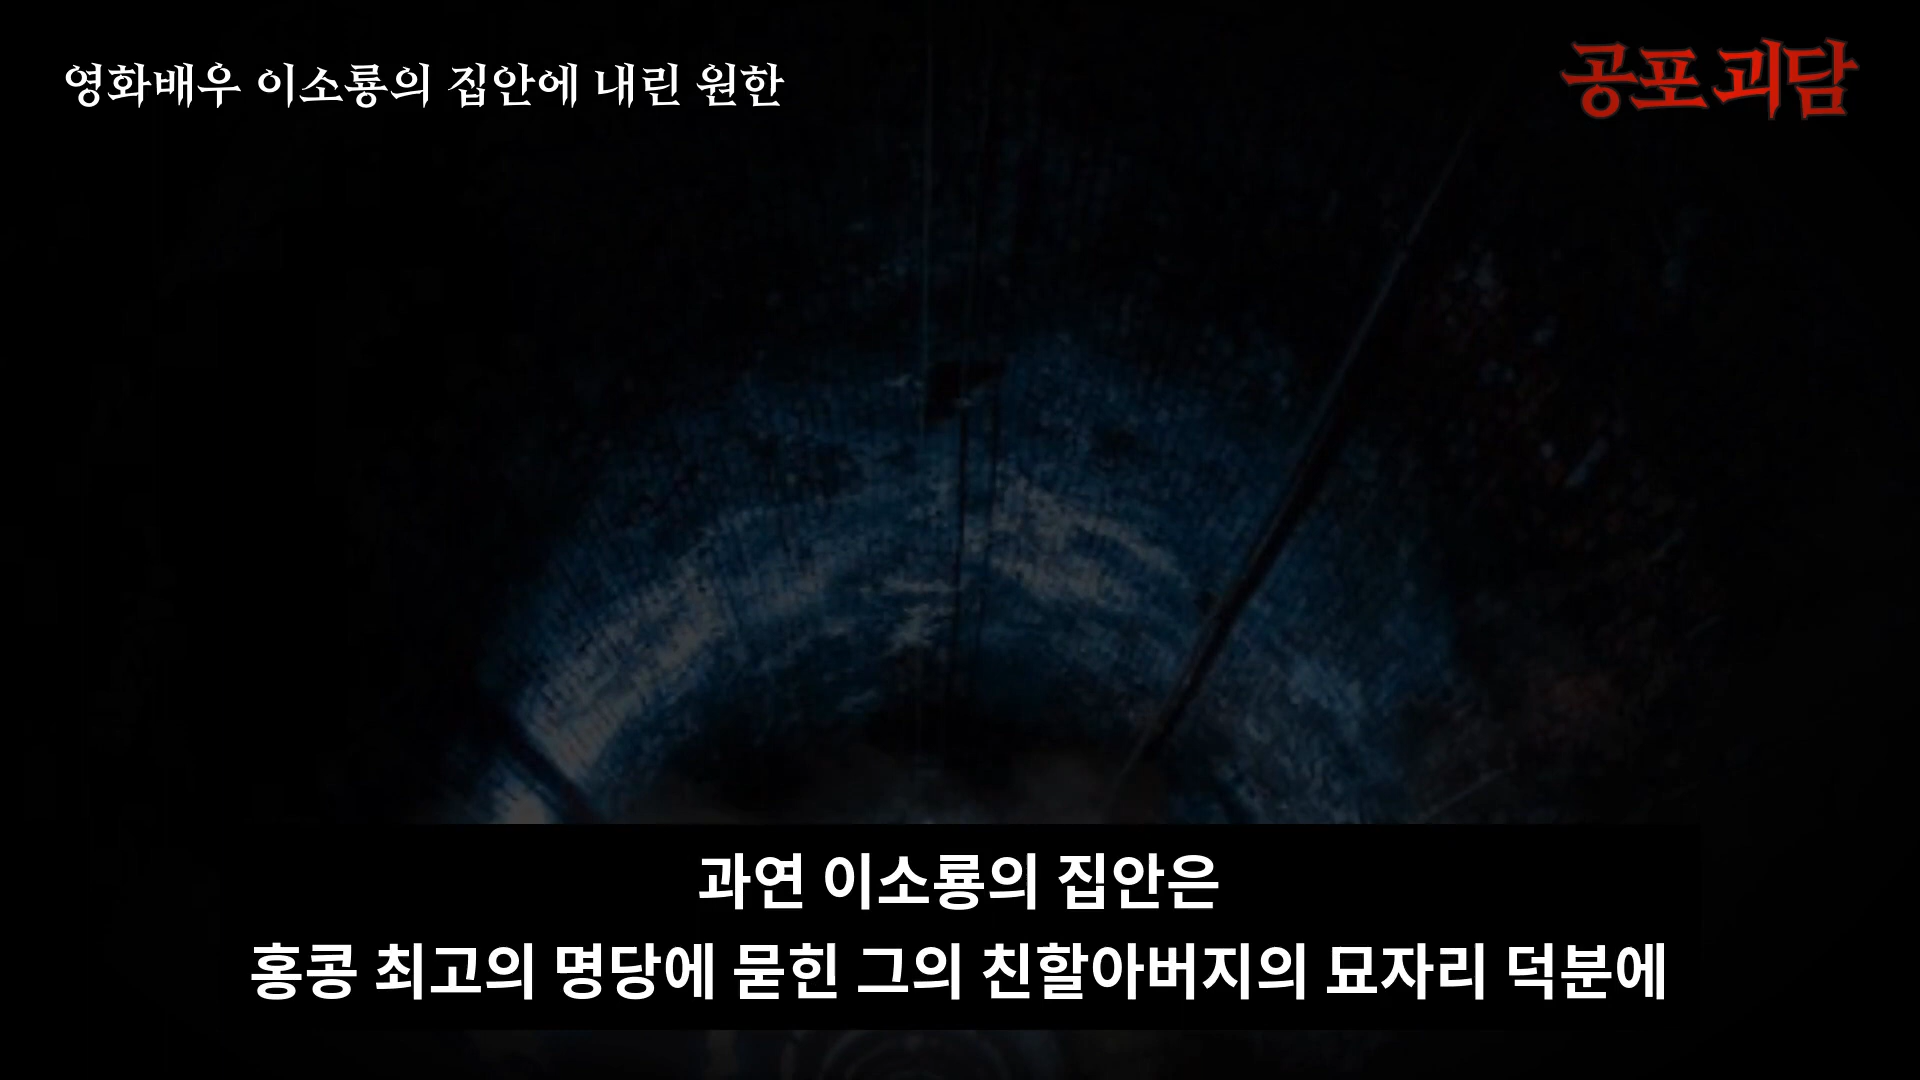 영화배우 이소룡의 집안에 내린 원한
공포 괴담
과연 이소룡의 집안은
홍콩 최고의 명당에 묻힌 그의 친할아버지의 묘자리 덕분에